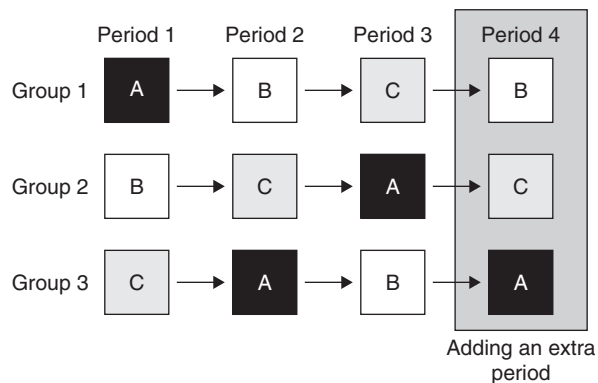 Period 1 Period 2 Period 3 Period 4
Group 1 A B C B
Group 2 B C A C
Group 3 C A B A
Adding an extra
period